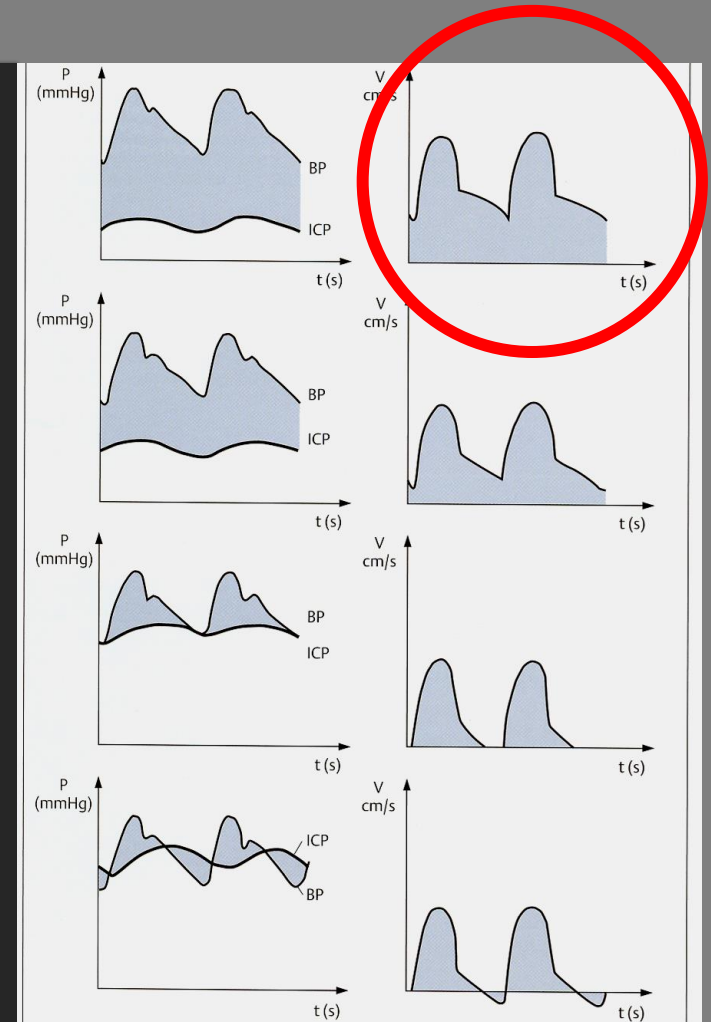 P
(mmHg)
BP
ICP
t (s)
V
cm/s
t (s)
P
(mmHg)
BP
ICP
t (s)
V
cm/s
t (s)
P
(mmHg)
BP
ICP
t (s)
V
cm/s
t (s)
P
(mmHg)
ICP
BP
t (s)
V
cm/s
t (s)